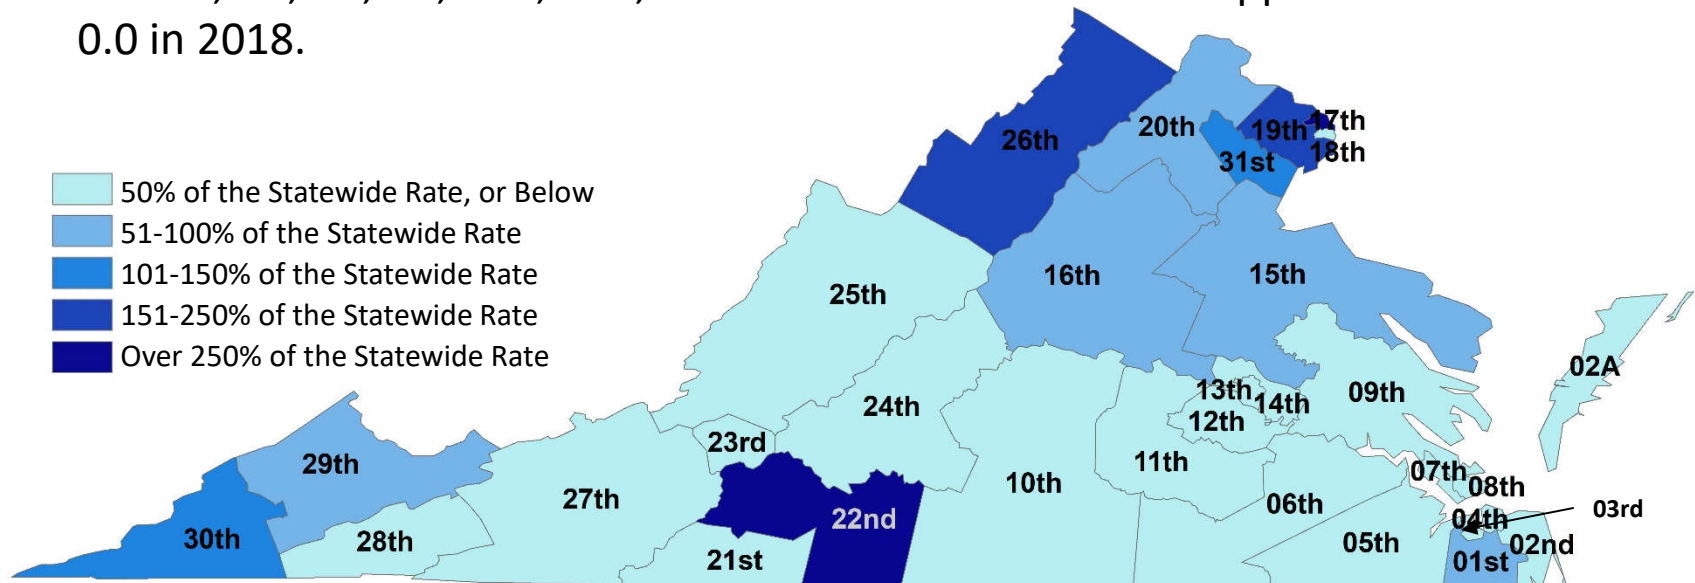 0.0 in 2018.
50% of the Statewide Rate, or Below
51-100% of the Statewide Rate
101-150% of the Statewide Rate
151-250% of the Statewide Rate
Over 250% of the Statewide Rate
26th
20th
19th
17th
18th
31st
25th
16th
15th
02A
24th
13th
14th
12th
09th
23rd
29th
27th
11th
10th
07th
08th
06th
22nd
04th
03rd
30th
28th
21st
05th
02nd
01st